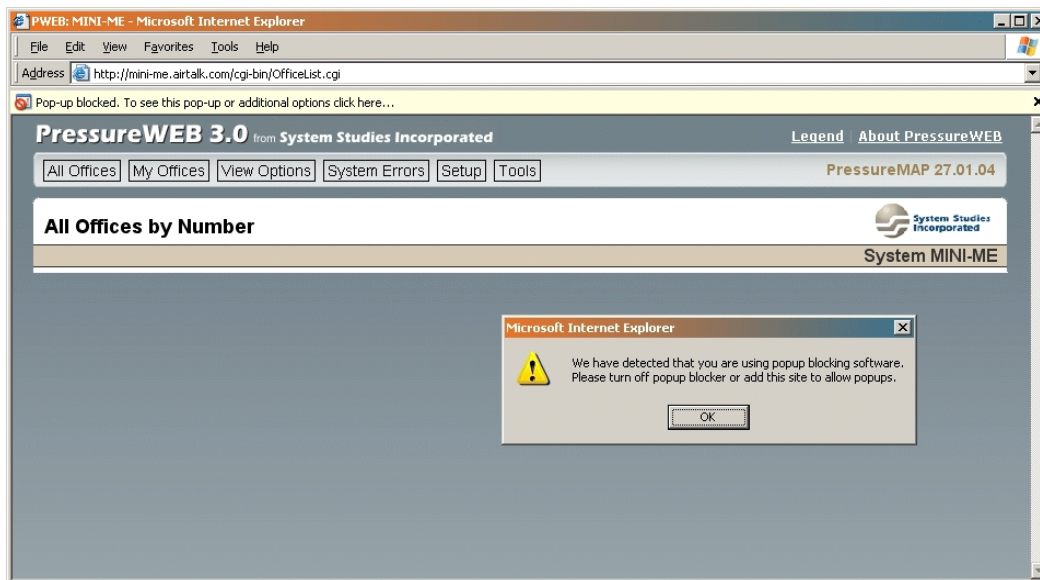 PWEB: MINI-ME - Microsoft Internet Explorer
File Edit View Favorites Tools Help
Address http://mini-me.airtalk.com/cgi-bin/OfficeList.cgi
Pop-up blocked. To see this pop-up or additional options click here...
PressureWEB 3.0 from System Studies Incorporated Legend About PressureWEB
All Offices My Offices View Options System Errors Setup Tools PressureMAP 27.01.04
All Offices by Number
System Studies
Incorporated
System MINI-ME
Microsoft Internet Explorer
We have detected that you are using popup blocking software.
Please turn off popup blocker or add this site to allow popups.
OK